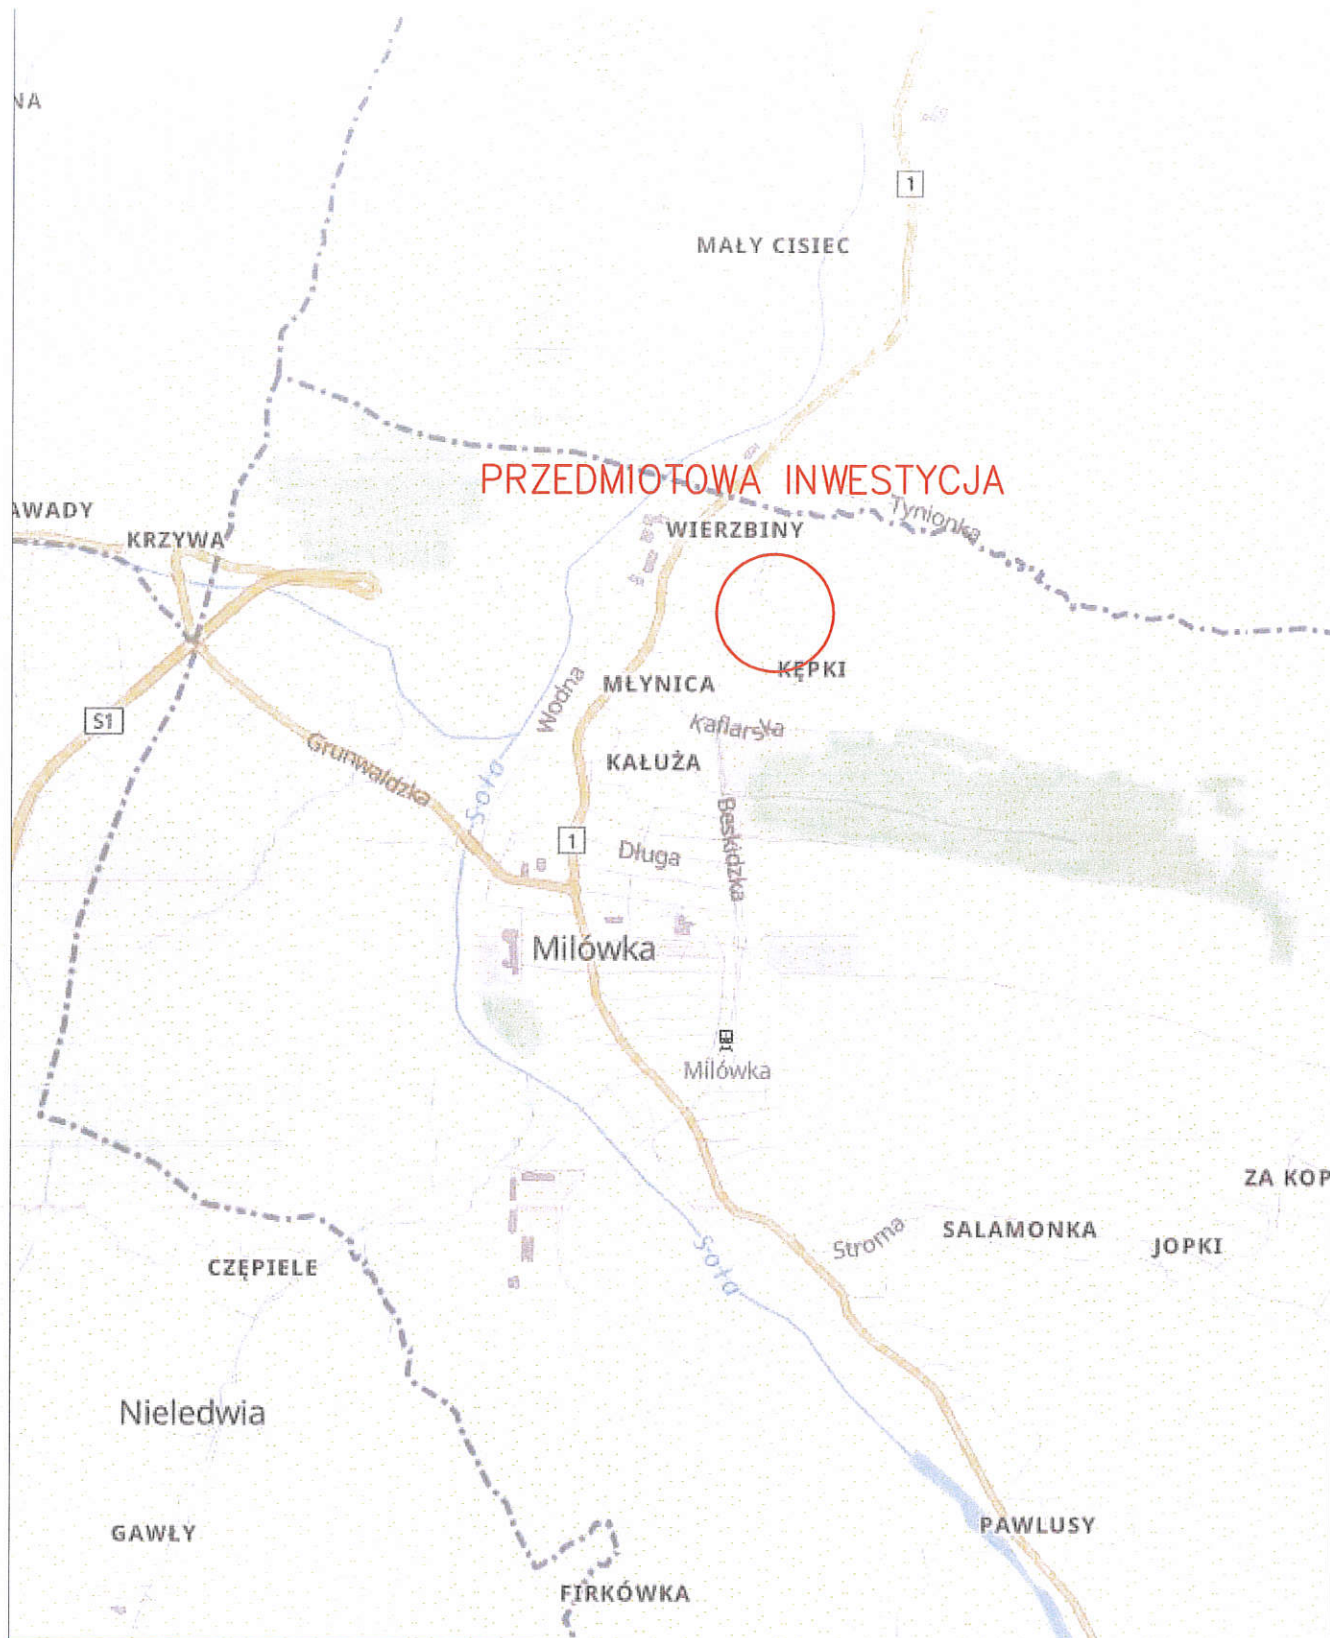 NA
1
MAŁY CISIEC
PRZEDMIOTOWA INWESTYCJA
AWADY
Tynionka
WIERZBINY
KRZYWA
KĘPKI
Wodna
MŁYNICA
S1
Kaflarska
Grunwaldzka
KAŁUŻA
Soła
1
Długa
Beskidzka
Milówka
Milówka
ZA KOP
Stroma
SALAMONKA
JOPKI
Soła
CZĘPIELE
Nieledwia
PAWLUSY
GAWŁY
FIRKÓWKA